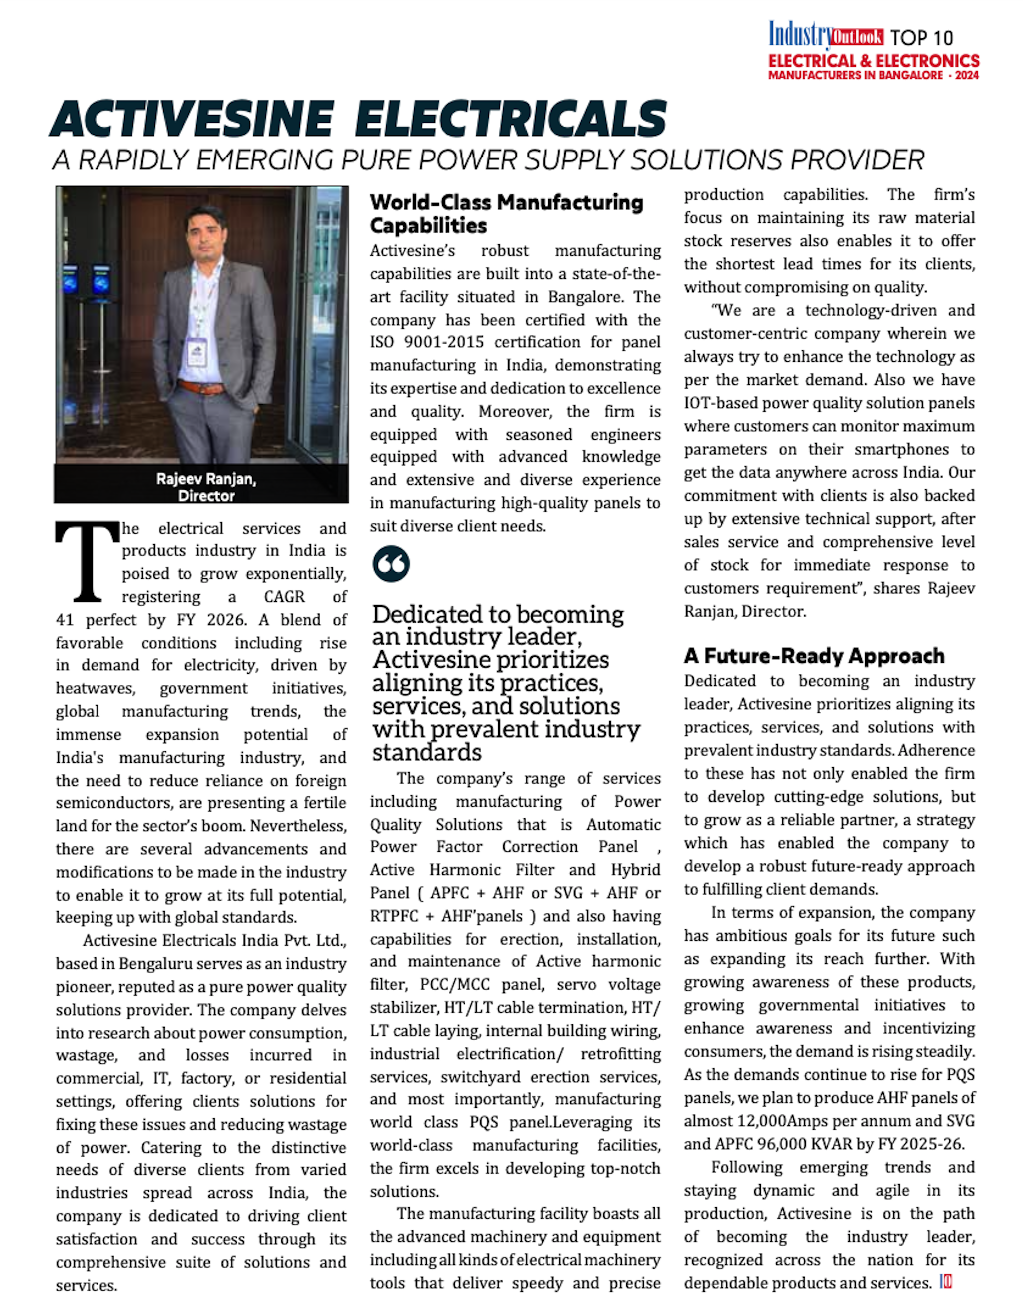 Industry Outlook TOP 10
ELECTRICAL & ELECTRONICS
MANUFACTURERS IN BANGALORE - 2024
ACTIVESINE ELECTRICALS
A RAPIDLY EMERGING PURE POWER SUPPLY SOLUTIONS PROVIDER
Rajeev Ranjan,
Director
The electrical services and
products industry in India is
poised to grow exponentially,
registering a CAGR of
41 perfect by FY 2026. A blend of
favorable conditions including rise
in demand for electricity, driven by
heatwaves, government initiatives,
global manufacturing trends, the
immense expansion potential of
India's manufacturing industry, and
the need to reduce reliance on foreign
semiconductors, are presenting a fertile
land for the sector's boom. Nevertheless,
there are several advancements and
modifications to be made in the industry
to enable it to grow at its full potential,
keeping up with global standards.
Activesine Electricals India Pvt. Ltd.,
based in Bengaluru serves as an industry
pioneer, reputed as a pure power quality
solutions provider. The company delves
into research about power consumption,
wastage, and losses incurred in
commercial, IT, factory, or residential
settings, offering clients solutions for
fixing these issues and reducing wastage
of power. Catering to the distinctive
needs of diverse clients from varied
industries spread across India, the
company is dedicated to driving client
satisfaction and success through its
comprehensive suite of solutions and
services.
World-Class Manufacturing
Capabilities
Activesine's robust manufacturing
capabilities are built into a state-of-the-
art facility situated in Bangalore. The
company has been certified with the
ISO 9001-2015 certification for panel
manufacturing in India, demonstrating
its expertise and dedication to excellence
and quality. Moreover, the firm is
equipped with seasoned engineers
equipped with advanced knowledge
and extensive and diverse experience
in manufacturing high-quality panels to
suit diverse client needs.
“
Dedicated to becoming
an industry leader,
Activesine prioritizes
aligning its practices,
services, and solutions
with prevalent industry
standards
The company's range of services
including manufacturing of Power
Quality Solutions that is Automatic
Power Factor Correction Panel ,
Active Harmonic Filter and Hybrid
Panel ( APFC + AHF or SVG + AHF or
RTPFC + AHF'panels ) and also having
capabilities for erection, installation,
and maintenance of Active harmonic
filter, PCC/MCC panel, servo voltage
stabilizer, HT/LT cable termination, HT/
LT cable laying, internal building wiring,
industrial electrification/ retrofitting
services, switchyard erection services,
and most importantly, manufacturing
world class PQS panel.Leveraging its
world-class manufacturing facilities,
the firm excels in developing top-notch
solutions.
The manufacturing facility boasts all
the advanced machinery and equipment
including all kinds of electrical machinery
tools that deliver speedy and precise
production capabilities. The firm's
focus on maintaining its raw material
stock reserves also enables it to offer
the shortest lead times for its clients,
without compromising on quality.
“We are a technology-driven and
customer-centric company wherein we
always try to enhance the technology as
per the market demand. Also we have
IOT-based power quality solution panels
where customers can monitor maximum
parameters on their smartphones to
get the data anywhere across India. Our
commitment with clients is also backed
up by extensive technical support, after
sales service and comprehensive level
of stock for immediate response to
customers requirement”, shares Rajeev
Ranjan, Director.
A Future-Ready Approach
Dedicated to becoming an industry
leader, Activesine prioritizes aligning its
practices, services, and solutions with
prevalent industry standards. Adherence
to these has not only enabled the firm
to develop cutting-edge solutions, but
to grow as a reliable partner, a strategy
which has enabled the company to
develop a robust future-ready approach
to fulfilling client demands.
In terms of expansion, the company
has ambitious goals for its future such
as expanding its reach further. With
growing awareness of these products,
growing governmental initiatives to
enhance awareness and incentivizing
consumers, the demand is rising steadily.
As the demands continue to rise for PQS
panels, we plan to produce AHF panels of
almost 12,000Amps per annum and SVG
and APFC 96,000 KVAR by FY 2025-26.
Following emerging trends and
staying dynamic and agile in its
production, Activesine is on the path
of becoming the industry leader,
recognized across the nation for its
dependable products and services. IO